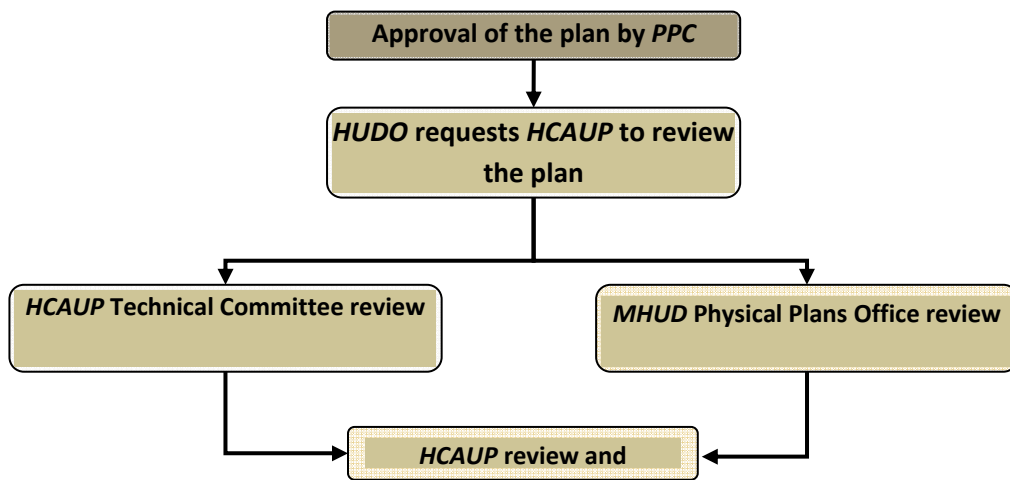 Approval of the plan by PPC
HUDO requests HCAUP to review
the plan
HCAUP Technical Committee review
MHUD Physical Plans Office review
HCAUP review and